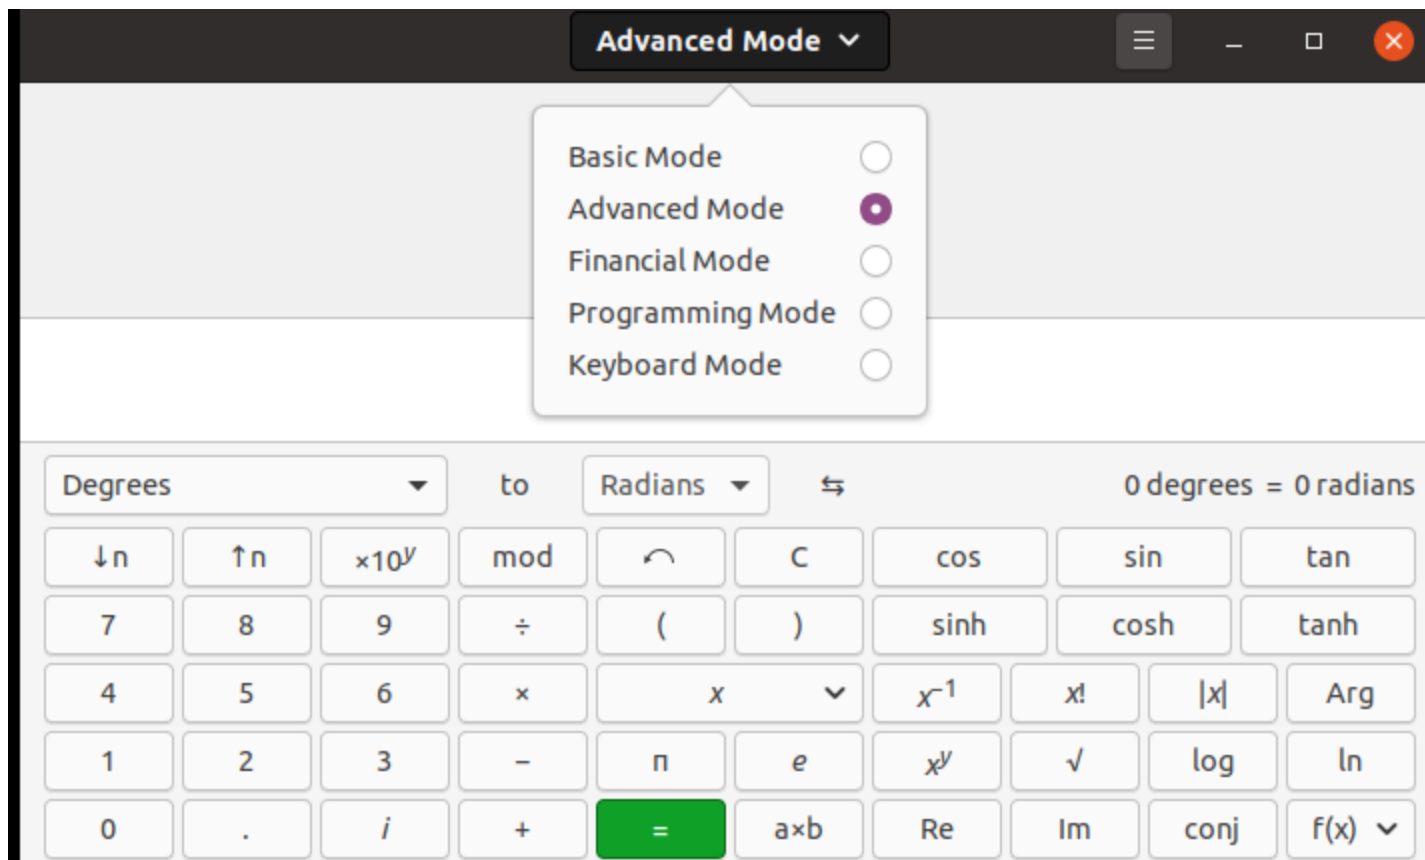 Advanced Mode
Basic Mode
Advanced Mode
Financial Mode
Programming Mode
Keyboard Mode
Degrees to Radians ⇆ 0 degrees = 0 radians
↓n ↑n ×10^y mod ↶ C cos sin tan
7 8 9 ÷ ( ) sinh cosh tanh
4 5 6 × x x⁻¹ x! |x| Arg
1 2 3 − π e x^y √ log ln
0 . i + = a×b Re Im conj f(x)